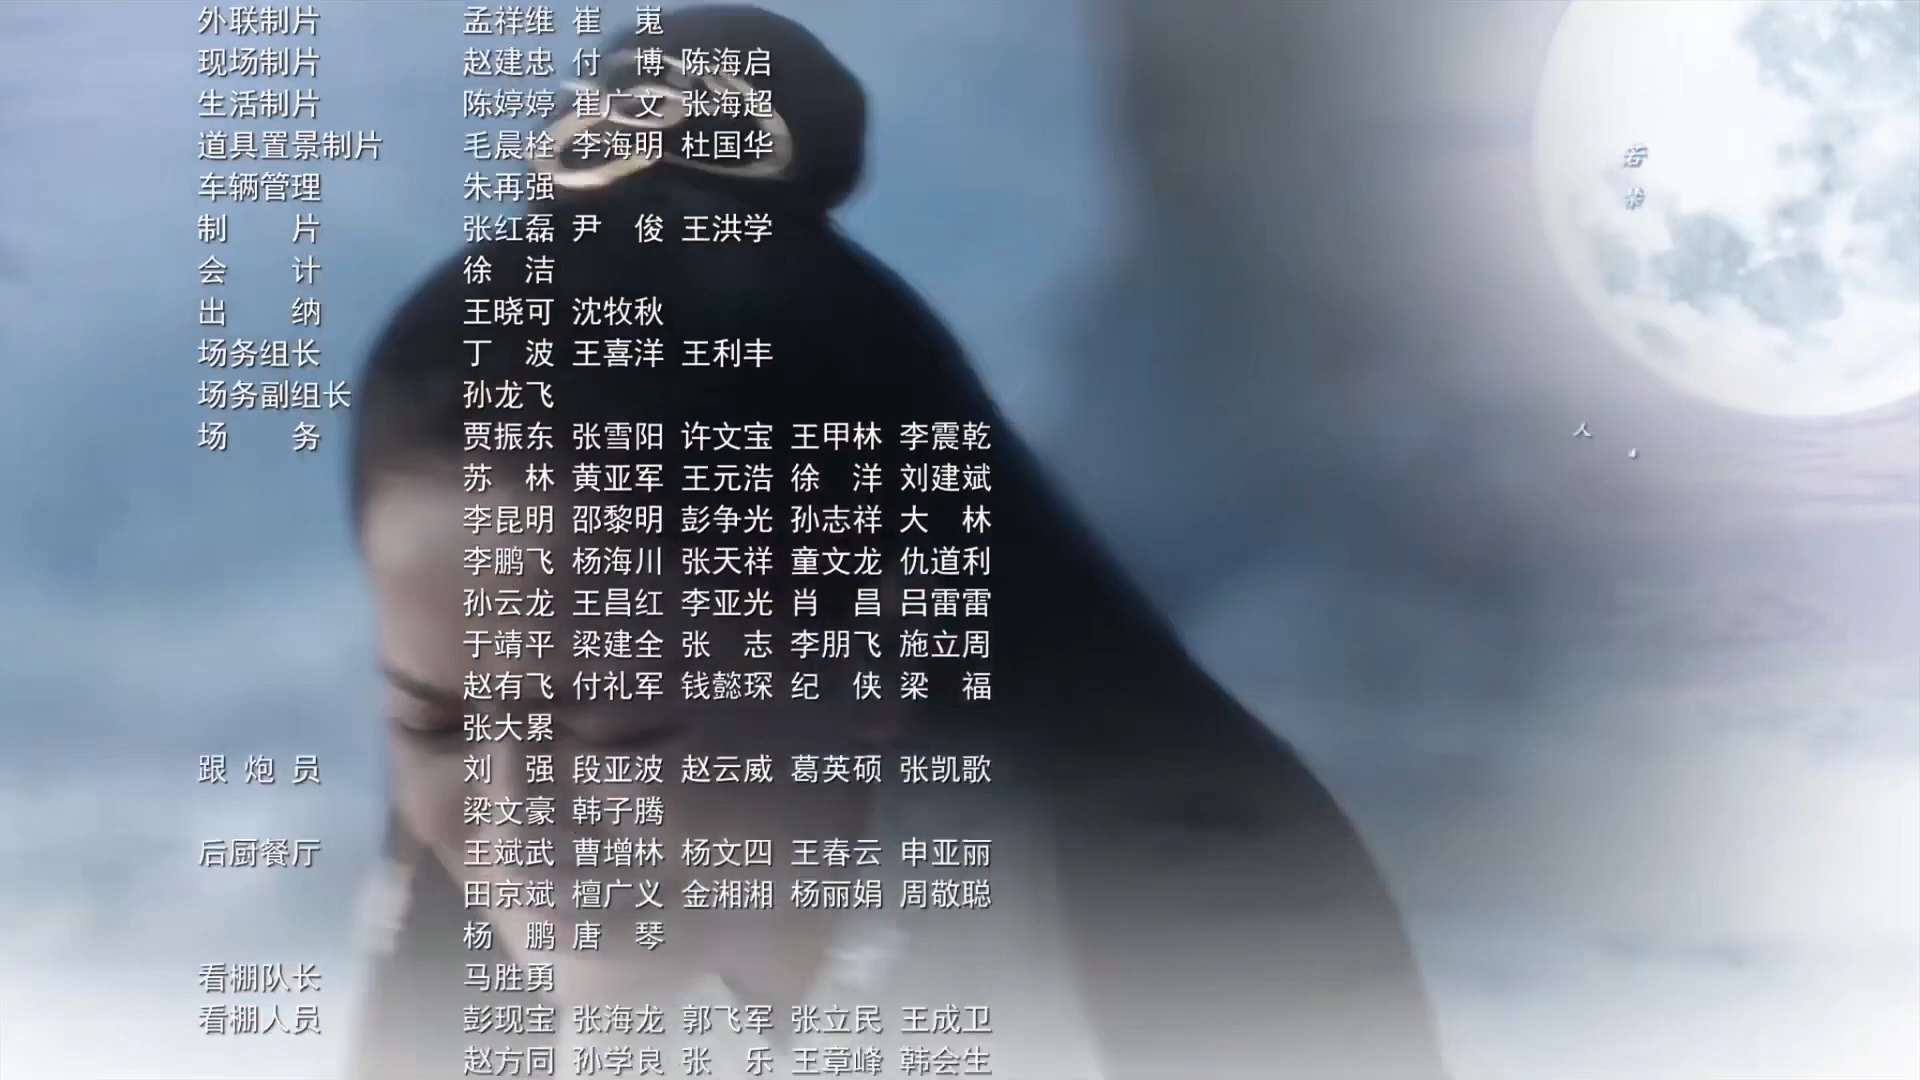 外联制片 孟祥维 崔嵬
现场制片 赵建忠 付博 陈海启
生活制片 陈婷婷 崔广文 张海超
道具置景制片 毛晨栓 李海明 杜国华
车辆管理 朱再强
制片 张红磊 尹俊 王洪学
会计 徐洁
出纳 王晓可 沈牧秋
场务组长 丁波 王喜洋 王利丰
场务副组长 孙龙飞
场务 贾振东 张雪阳 许文宝 王甲林 李震乾
苏林 黄亚军 王元浩 徐洋 刘建斌
李昆明 邵黎明 彭争光 孙志祥 大林
李鹏飞 杨海川 张天祥 童文龙 仇道利
孙云龙 王昌红 李亚光 肖昌 吕雷雷
于靖平 梁建全 张志 李朋飞 施立周
赵有飞 付礼军 钱懿琛 纪侠 梁福
张大累
跟炮员 刘强 段亚波 赵云威 葛英硕 张凯歌
梁文豪 韩子腾
后厨餐厅 王斌武 曹增林 杨文四 王春云 申亚丽
田京斌 檀广义 金湘湘 杨丽娟 周敬聪
杨鹏 唐琴
看棚队长 马胜勇
看棚人员 彭现宝 张海龙 郭飞军 张立民 王成卫
赵方同 孙学良 张乐 王章峰 韩会生
若
人